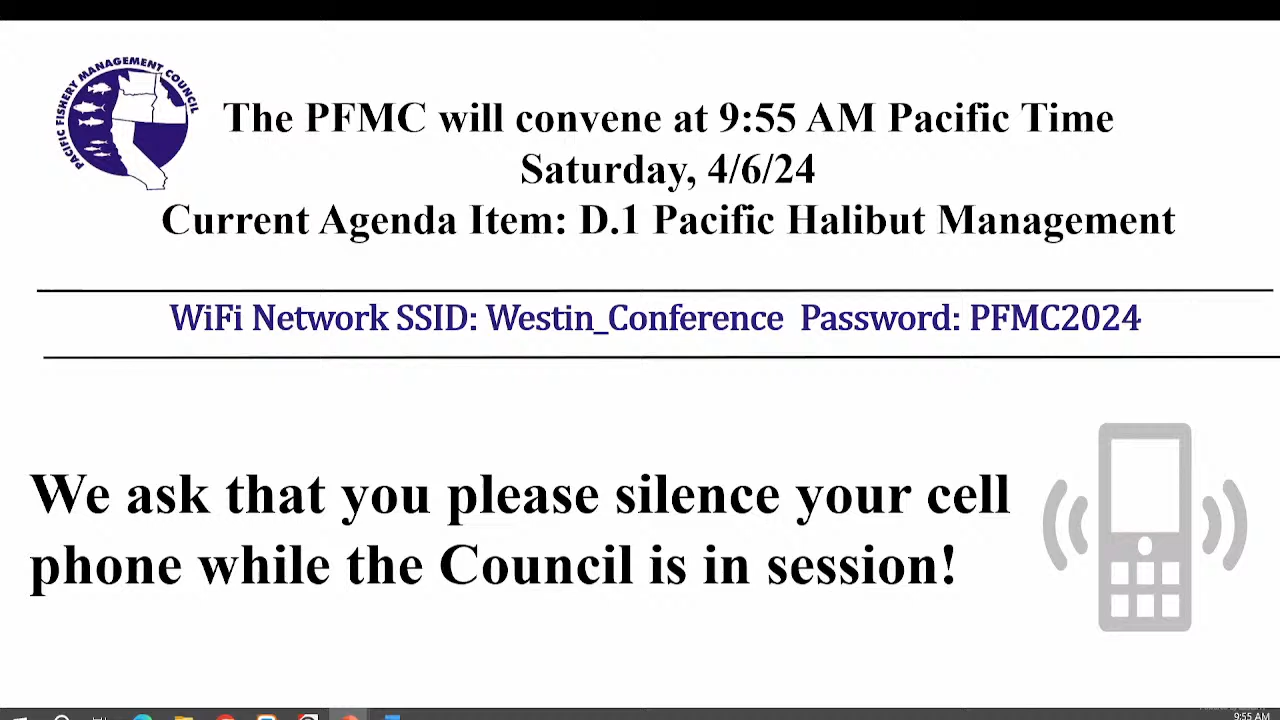 PACIFIC FISHERY MANAGEMENT COUNCIL
The PFMC will convene at 9:55 AM Pacific Time
Saturday, 4/6/24
Current Agenda Item: D.1 Pacific Halibut Management
WiFi Network SSID: Westin_Conference Password: PFMC2024
We ask that you please silence your cell
phone while the Council is in session!
9:55 AM